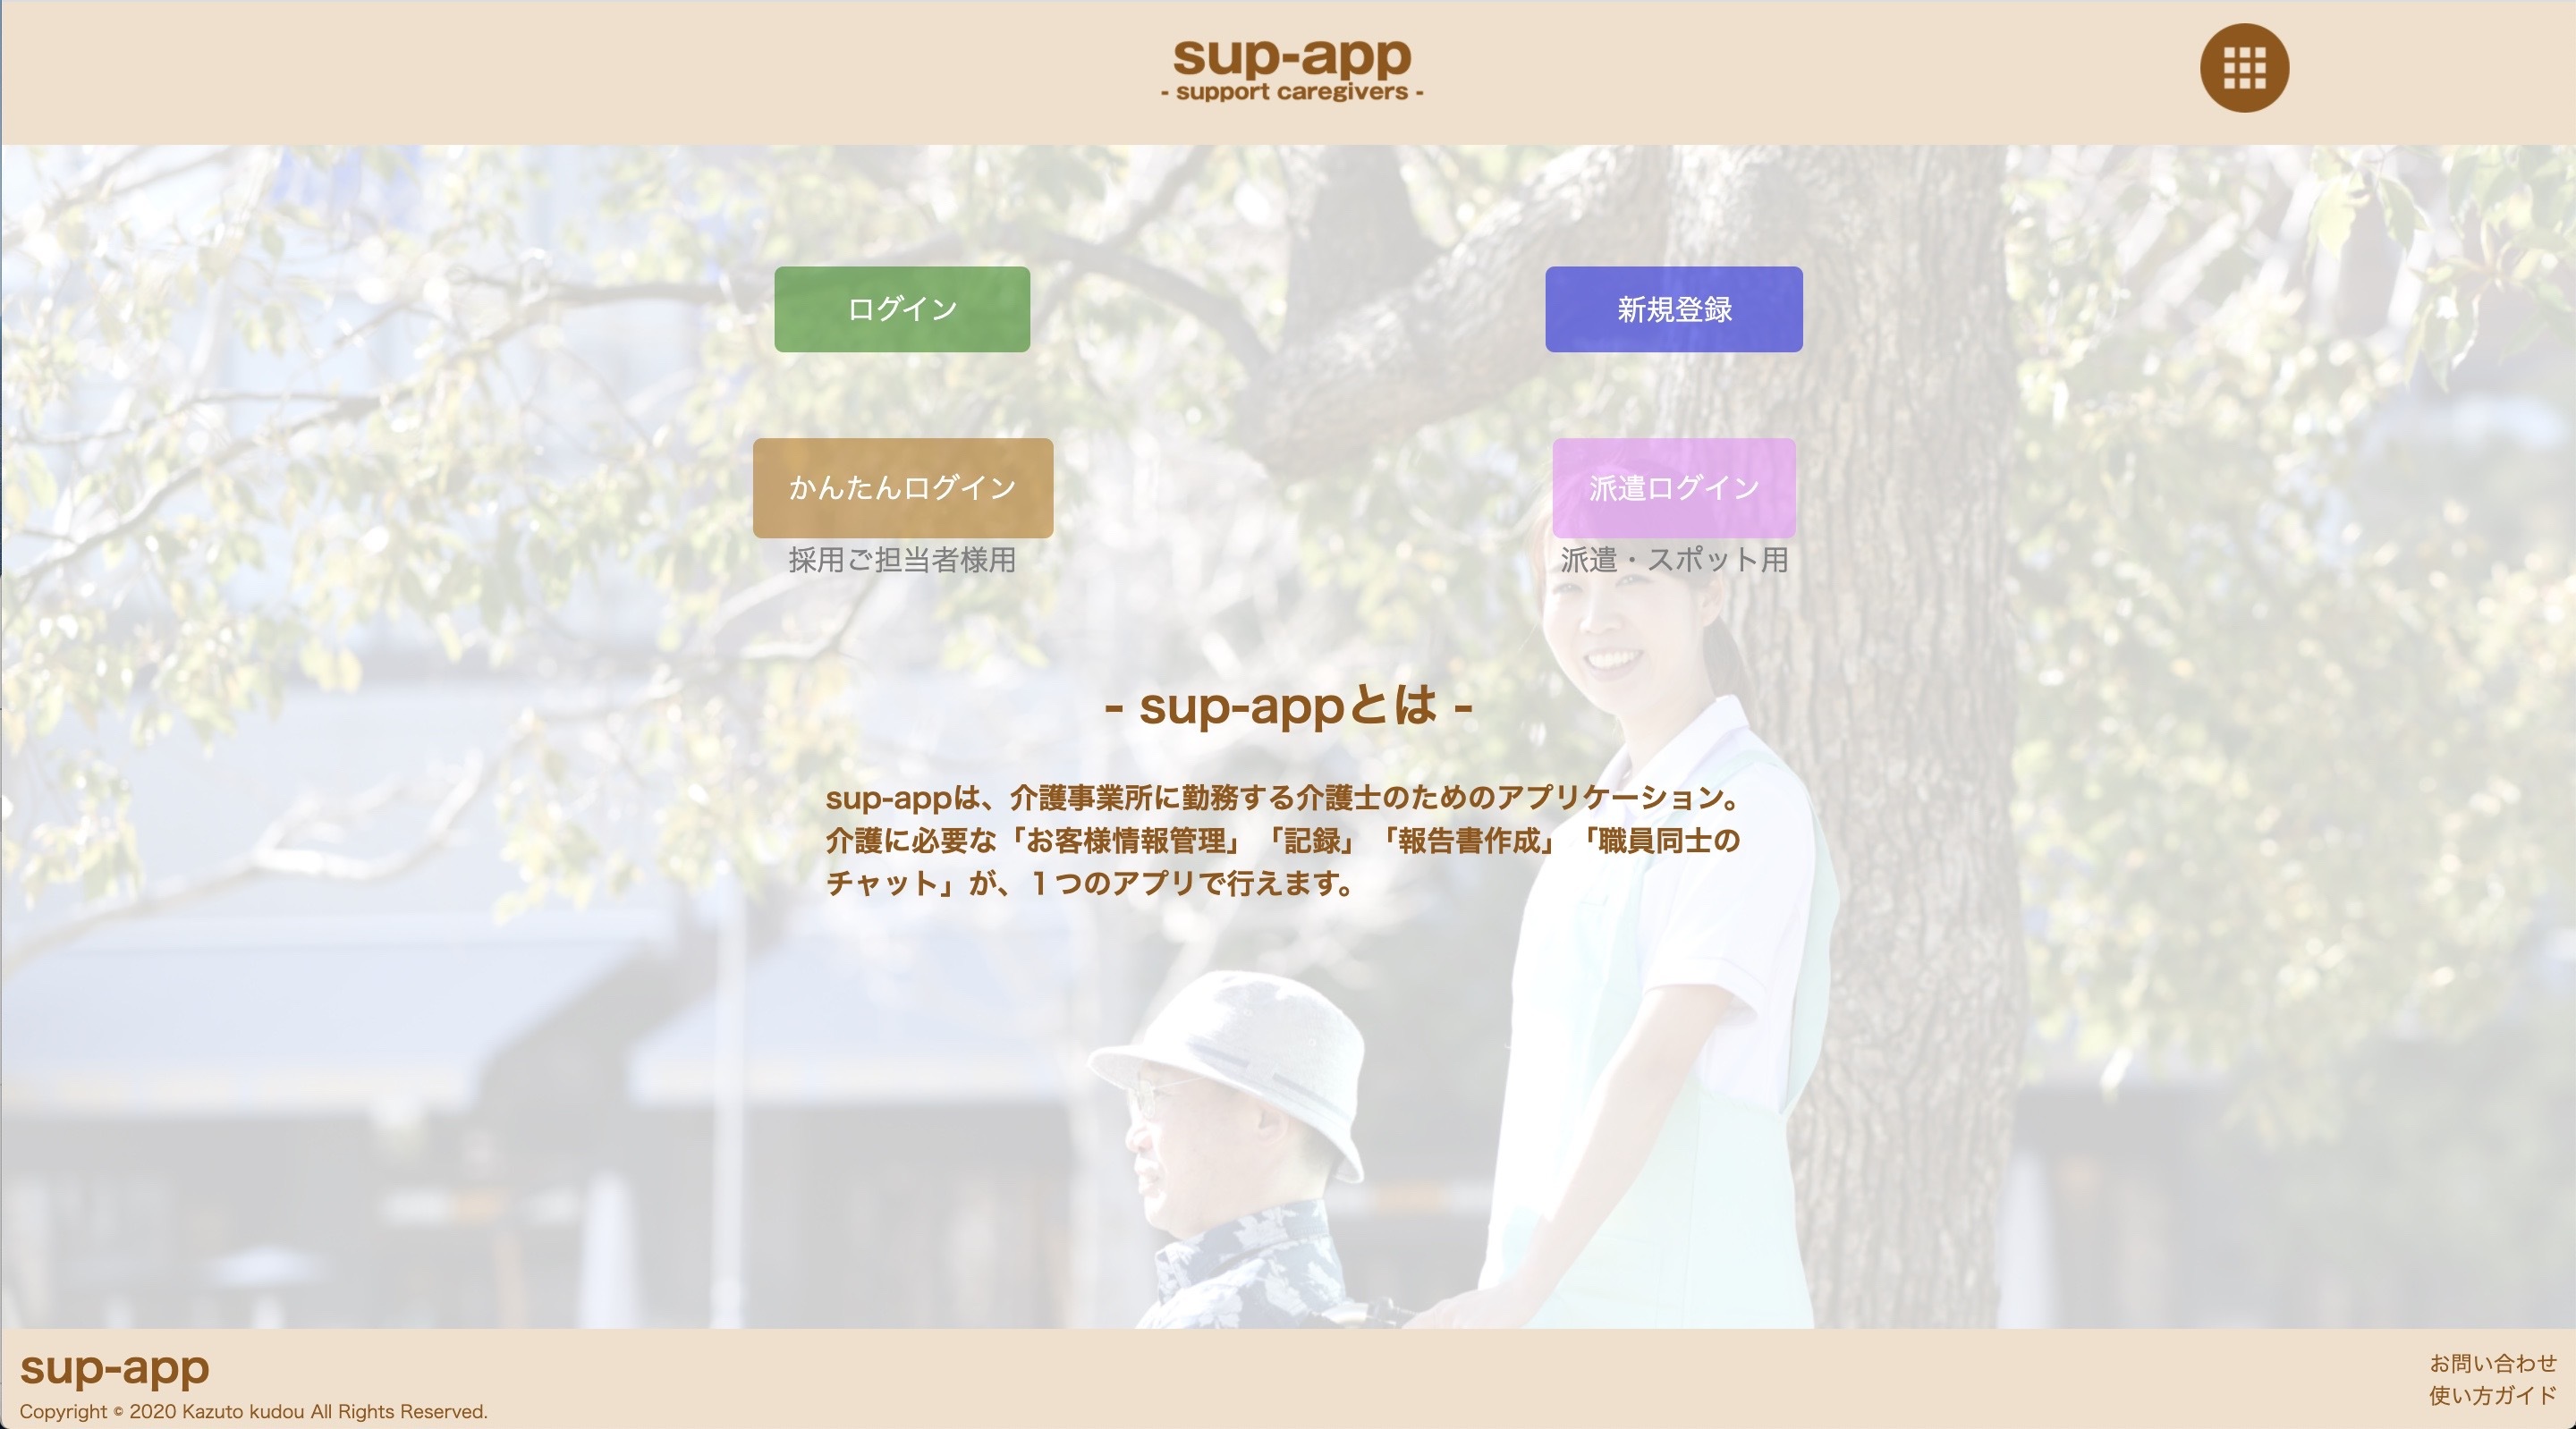 sup-app
- support caregivers -
ログイン
新規登録
かんたんログイン
派遣ログイン
採用ご担当者様用
派遣・スポット用
- sup-appとは -
sup-appは、介護事業所に勤務する介護士のためのアプリケーション。
介護に必要な「お客様情報管理」「記録」「報告書作成」「職員同士の
チャット」が、１つのアプリで行えます。
sup-app
Copyright © 2020 Kazuto kudou All Rights Reserved.
お問い合わせ
使い方ガイド